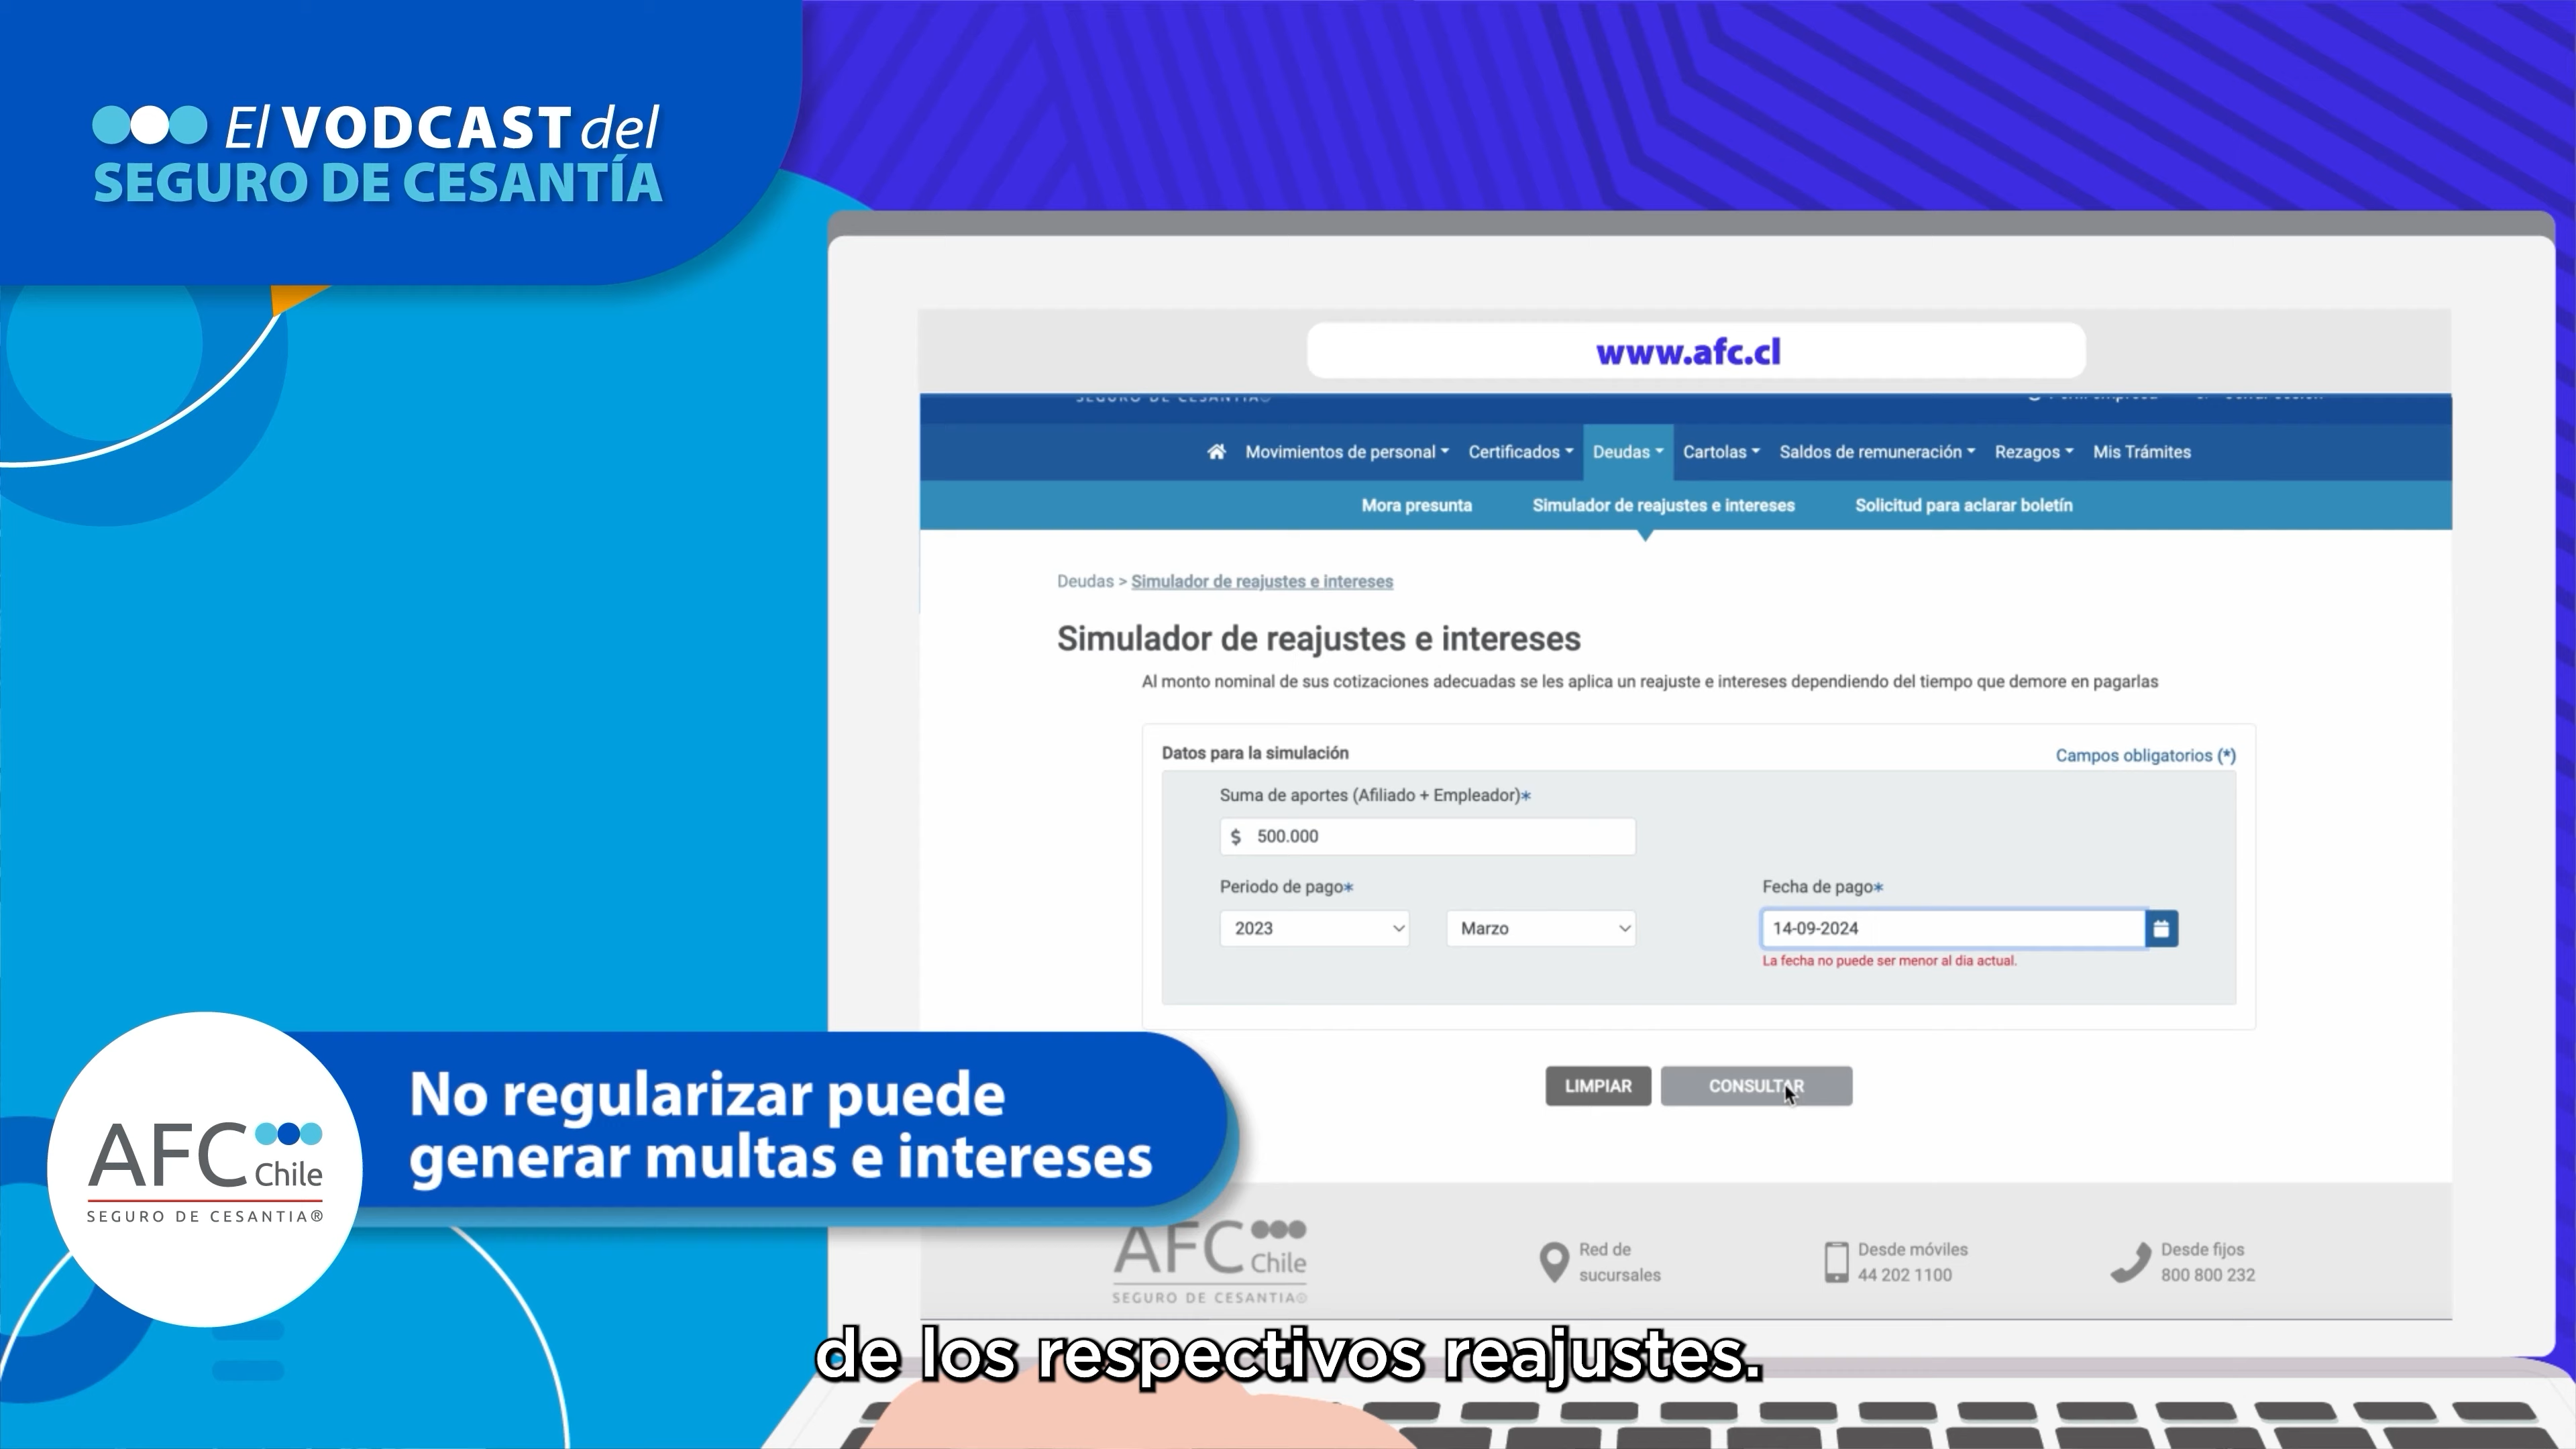 El VODCAST del
SEGURO DE CESANTÍA
www.afc.cl
SEGURO DE CESANTIA®
Movimientos de personal Certificados Deudas Cartolas Saldos de remuneración Rezagos Mis Trámites
Mora presunta Simulador de reajustes e intereses Solicitud para aclarar boletín
Deudas > Simulador de reajustes e intereses
Simulador de reajustes e intereses
Al monto nominal de sus cotizaciones adecuadas se les aplica un reajuste e intereses dependiendo del tiempo que demore en pagarlas
Datos para la simulación Campos obligatorios (*)
Suma de aportes (Afiliado + Empleador)*
$ 500.000
Periodo de pago* Fecha de pago*
2023 Marzo 14-09-2024
La fecha no puede ser menor al dia actual.
LIMPIAR CONSULTAR
No regularizar puede
generar multas e intereses
AFC Chile
SEGURO DE CESANTIA®
AFC Chile
SEGURO DE CESANTIA®
Red de
sucursales
Desde móviles
44 202 1100
Desde fijos
800 800 232
de los respectivos reajustes.